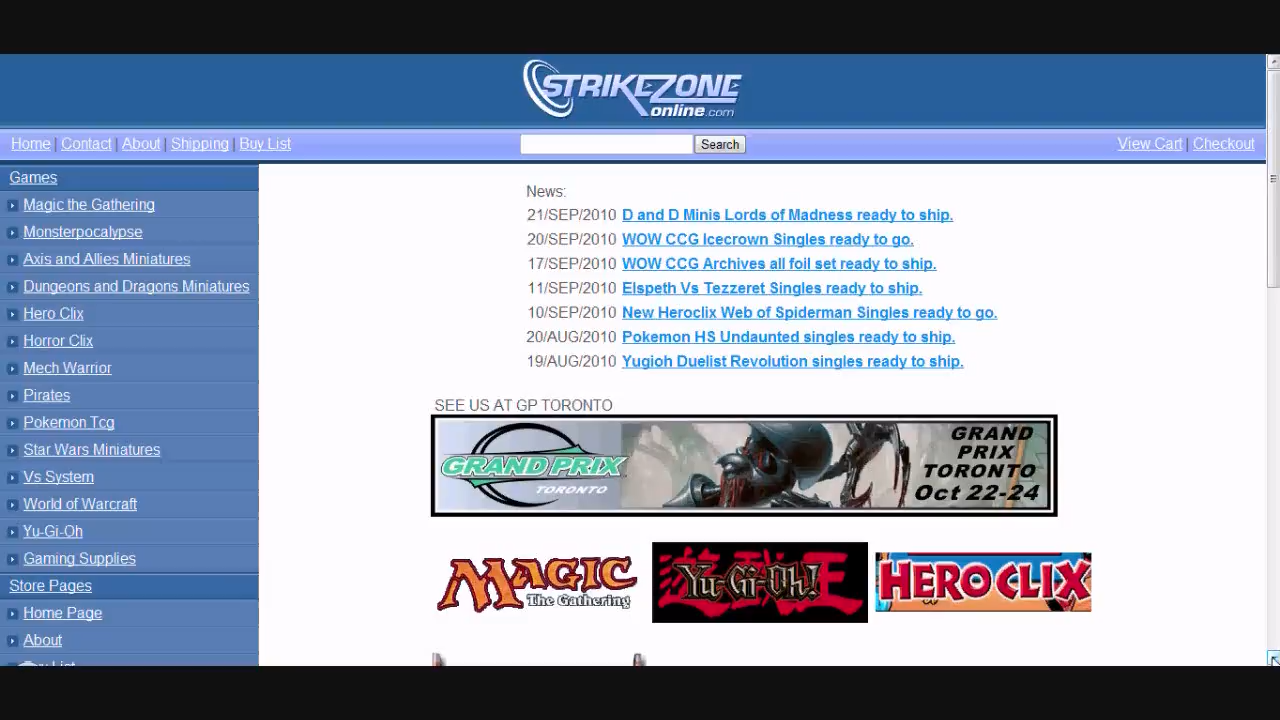 STRIKEZONE
online.com
Home | Contact | About | Shipping | Buy List
Search
View Cart | Checkout
Games
Magic the Gathering
Monsterpocalypse
Axis and Allies Miniatures
Dungeons and Dragons Miniatures
Hero Clix
Horror Clix
Mech Warrior
Pirates
Pokemon Tcg
Star Wars Miniatures
Vs System
World of Warcraft
Yu-Gi-Oh
Gaming Supplies
Store Pages
Home Page
About
News:
21/SEP/2010 D and D Minis Lords of Madness ready to ship.
20/SEP/2010 WOW CCG Icecrown Singles ready to go.
17/SEP/2010 WOW CCG Archives all foil set ready to ship.
11/SEP/2010 Elspeth Vs Tezzeret Singles ready to ship.
10/SEP/2010 New Heroclix Web of Spiderman Singles ready to go.
20/AUG/2010 Pokemon HS Undaunted singles ready to ship.
19/AUG/2010 Yugioh Duelist Revolution singles ready to ship.
SEE US AT GP TORONTO
GRAND PRIX
TORONTO
GRAND
PRIX
TORONTO
Oct 22-24
MAGIC
The Gathering
遊戯王
Yu-Gi-Oh!
HEROCLIX